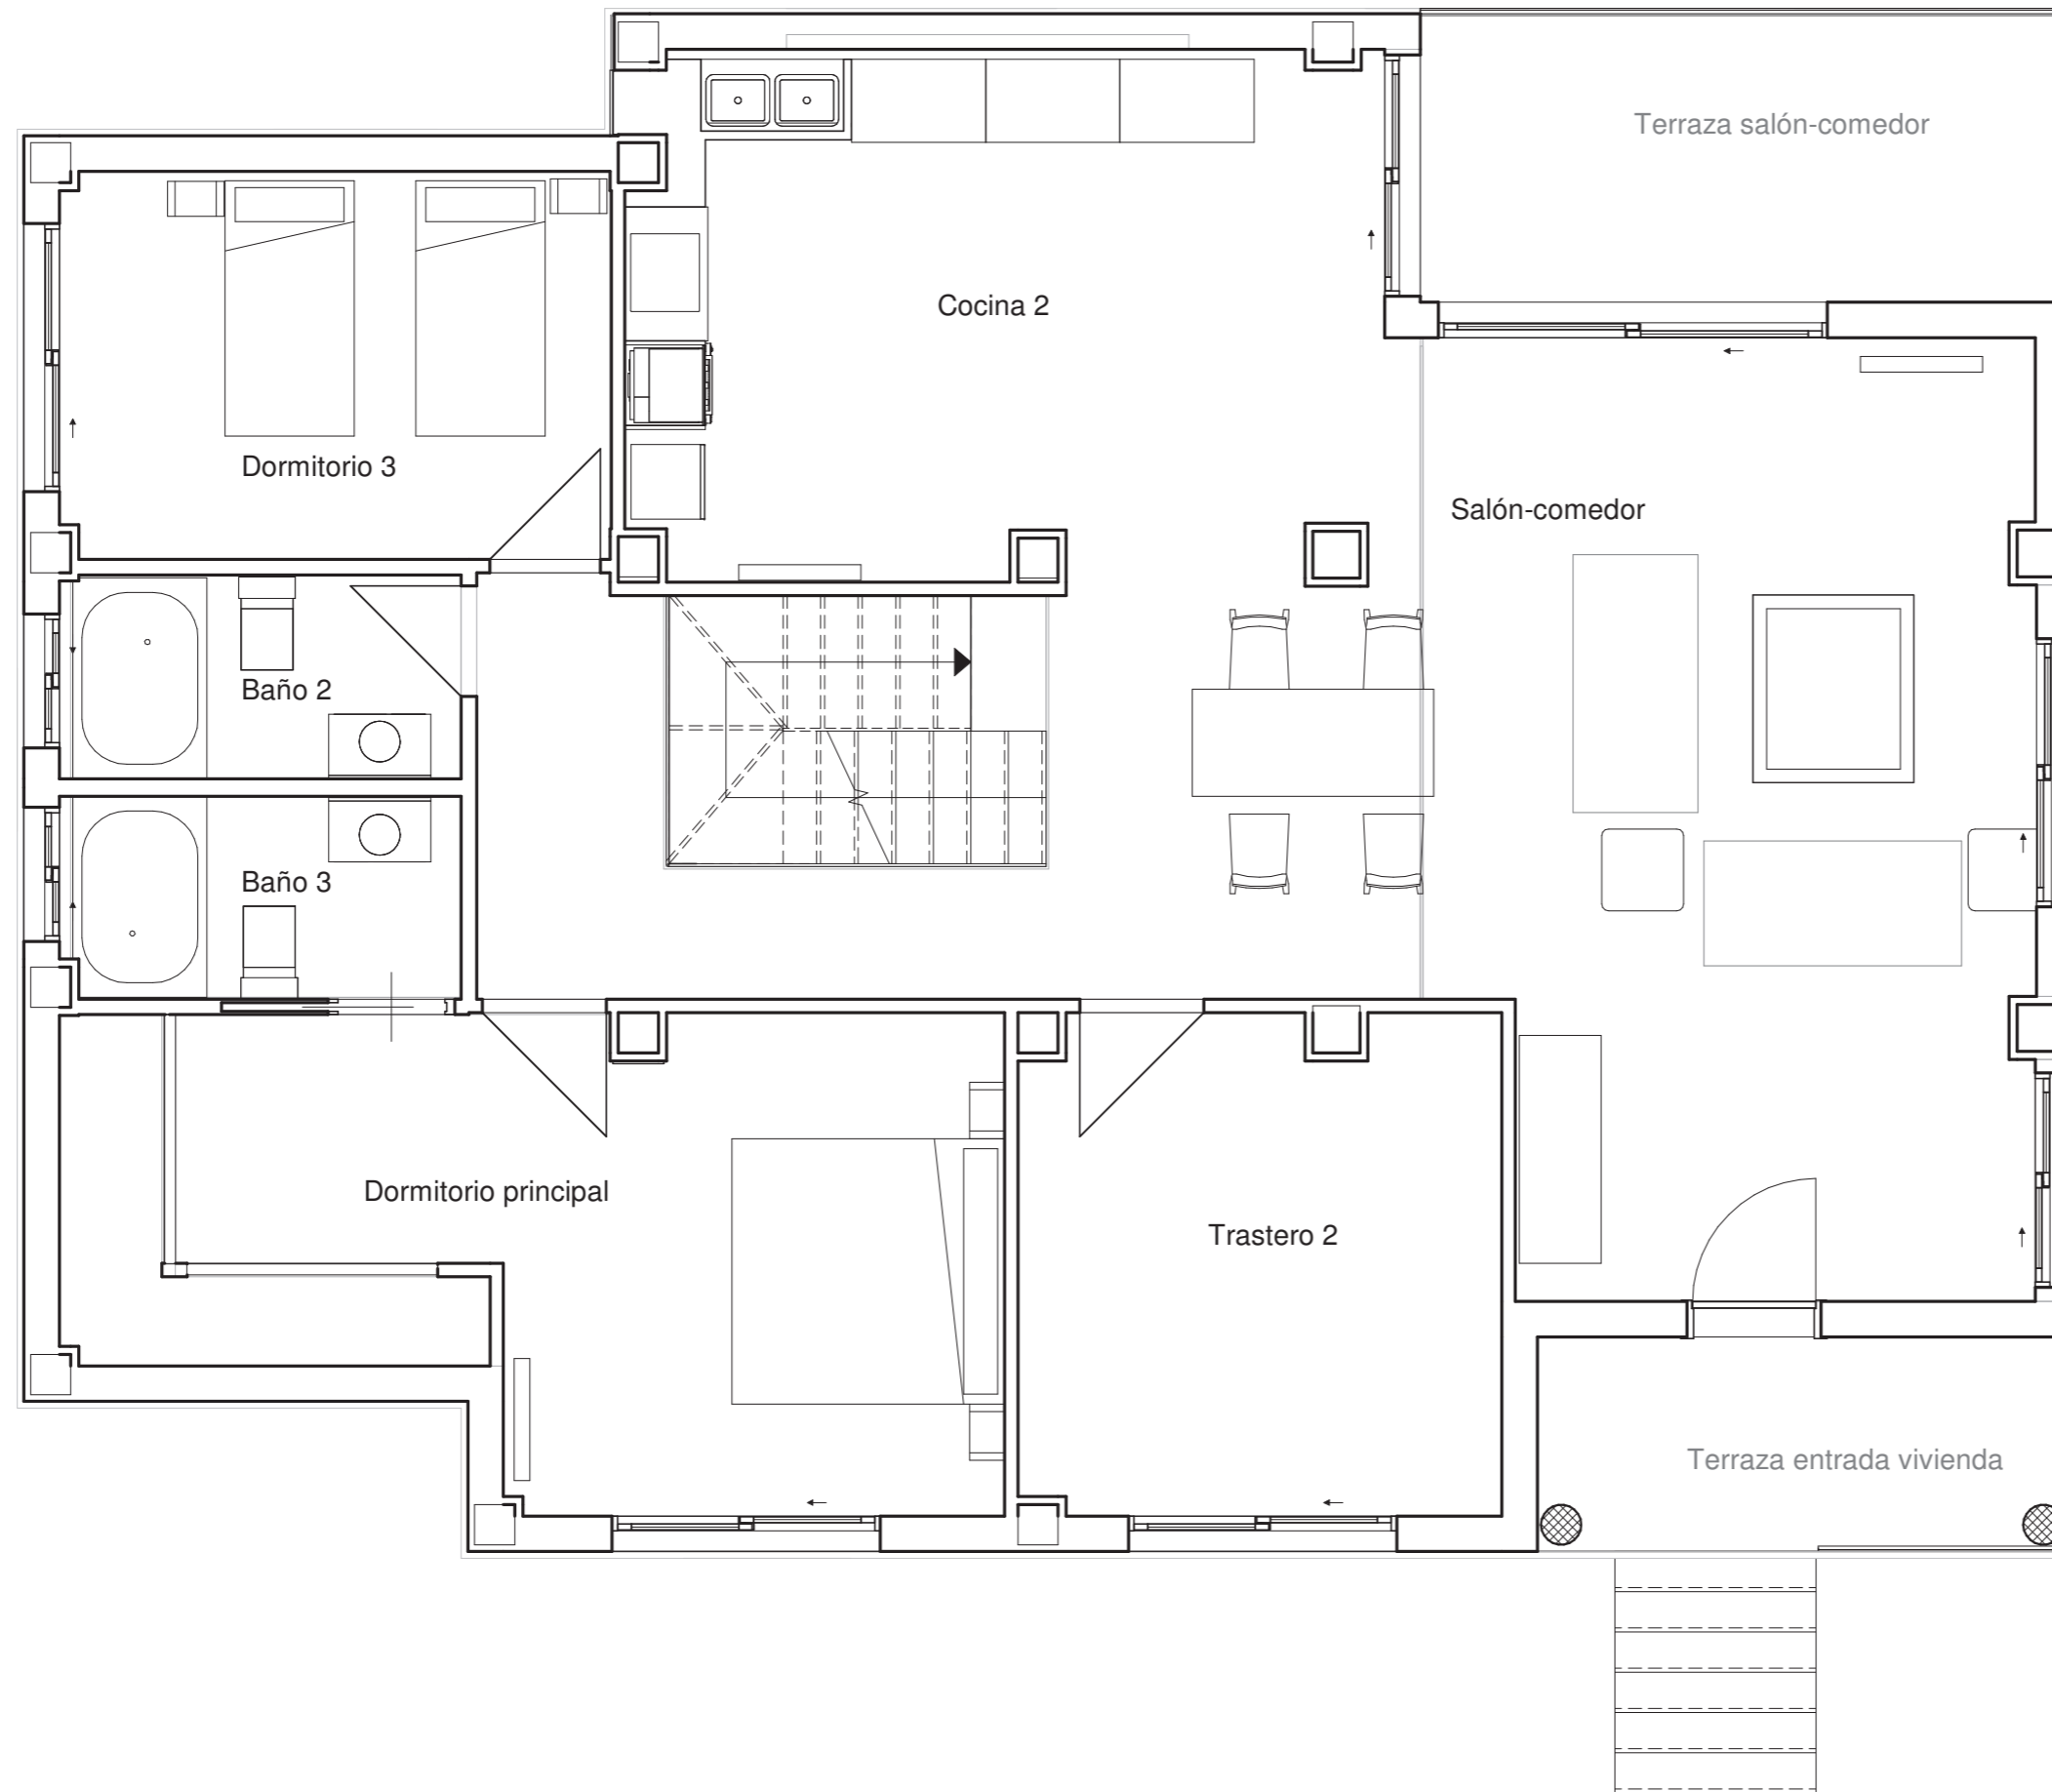 Terraza salón-comedor
Cocina 2
Dormitorio 3
Salón-comedor
Baño 2
Baño 3
Dormitorio principal
Trastero 2
Terraza entrada vivienda